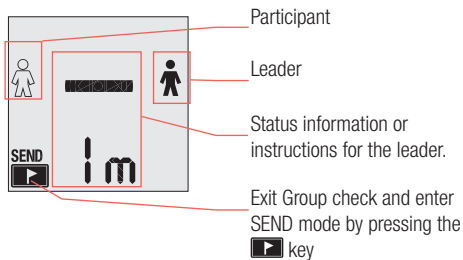 Participant
Leader
Status information or
instructions for the leader.
SEND
1m
Exit Group check and enter
SEND mode by pressing the
key